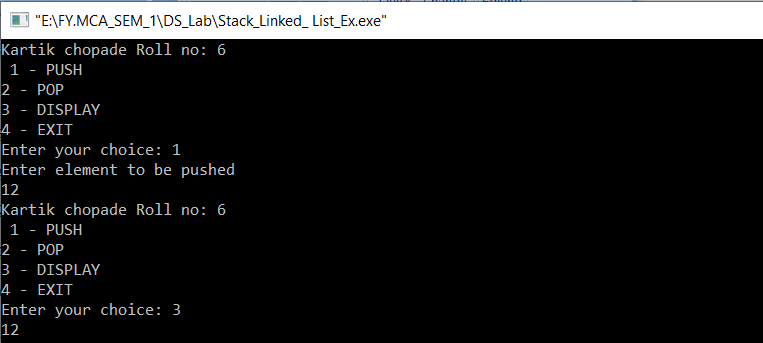 "E:\FY.MCA_SEM_1\DS_Lab\Stack_Linked_ List_Ex.exe"
Kartik chopade Roll no: 6
 1 - PUSH
2 - POP
3 - DISPLAY
4 - EXIT
Enter your choice: 1
Enter element to be pushed
12
Kartik chopade Roll no: 6
 1 - PUSH
2 - POP
3 - DISPLAY
4 - EXIT
Enter your choice: 3
12